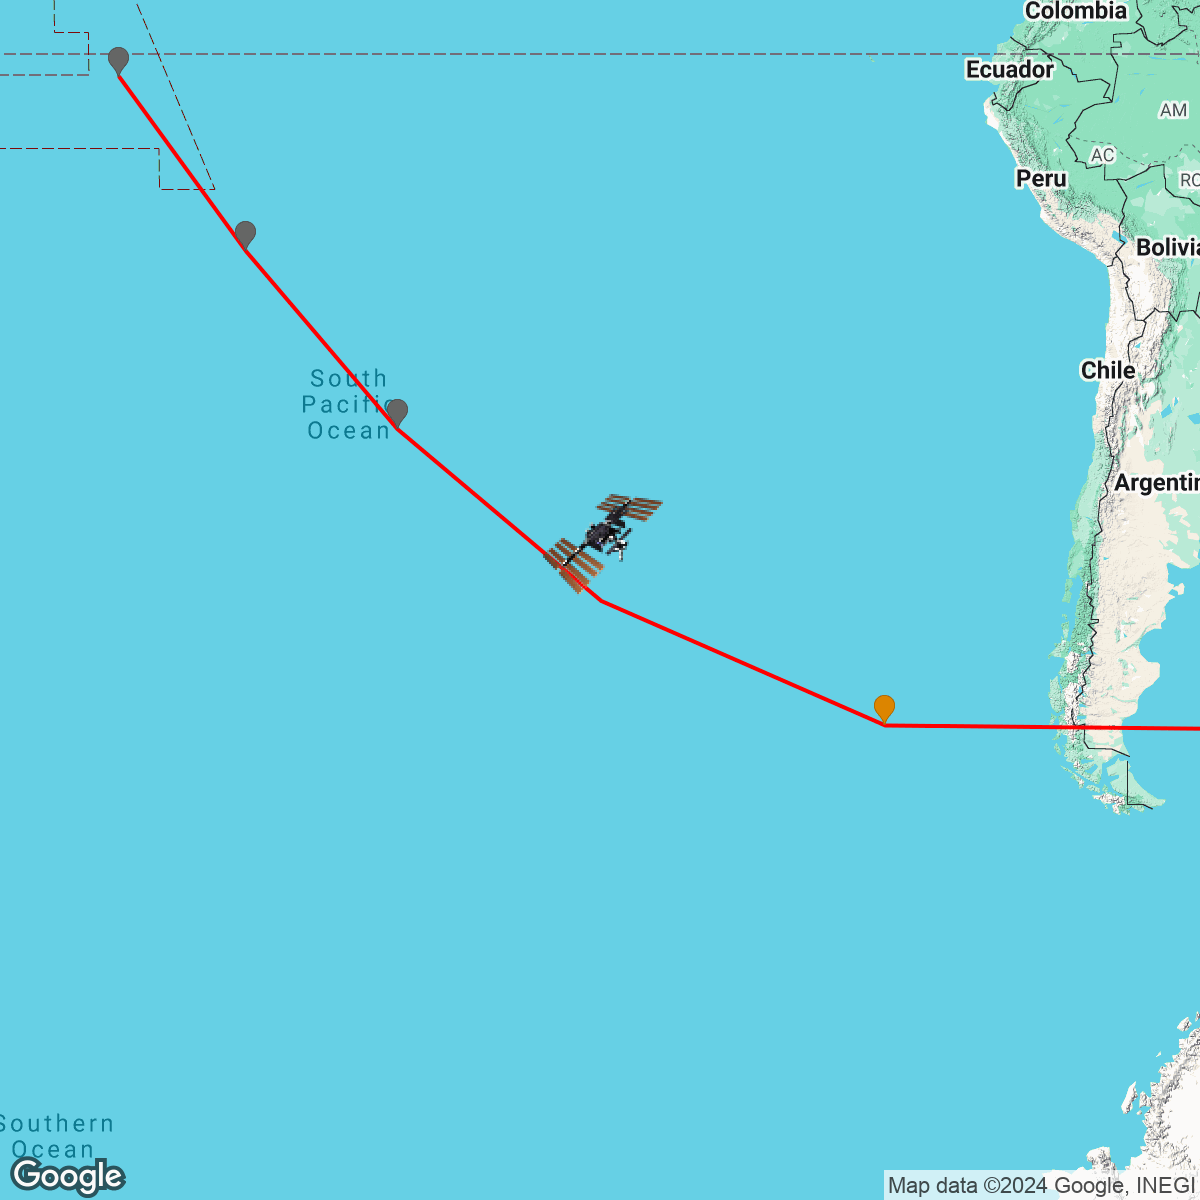 Colombia
Ecuador
AM
AC
Peru
RO
Bolivia
South
Pacific
Ocean
Chile
Argentin
Southern
Ocean
Google
Map data ©2024 Google, INEGI